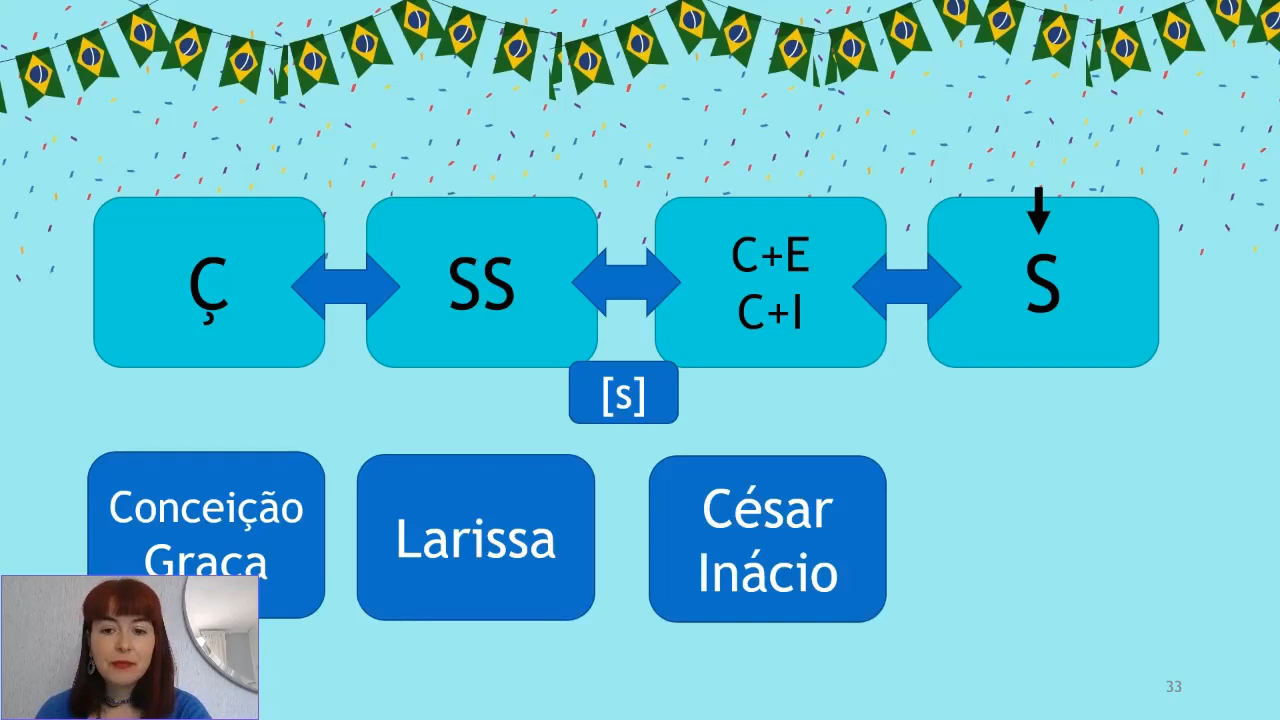 Ç
SS
C+E
C+I
S
[s]
Conceição
Graça
Larissa
César
Inácio
33